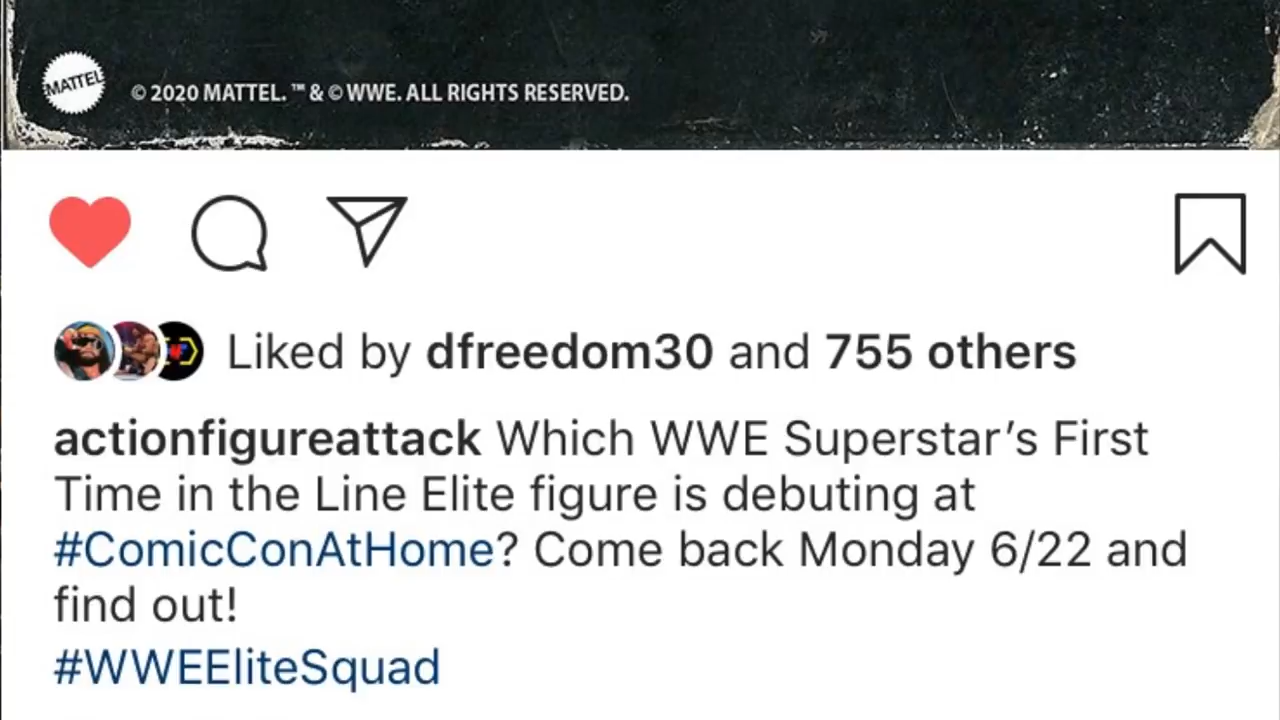 MATTEL
© 2020 MATTEL. ™ & © WWE. ALL RIGHTS RESERVED.
Liked by dfreedom30 and 755 others
actionfigureattack Which WWE Superstar’s First
Time in the Line Elite figure is debuting at
#ComicConAtHome? Come back Monday 6/22 and
find out!
#WWEEliteSquad